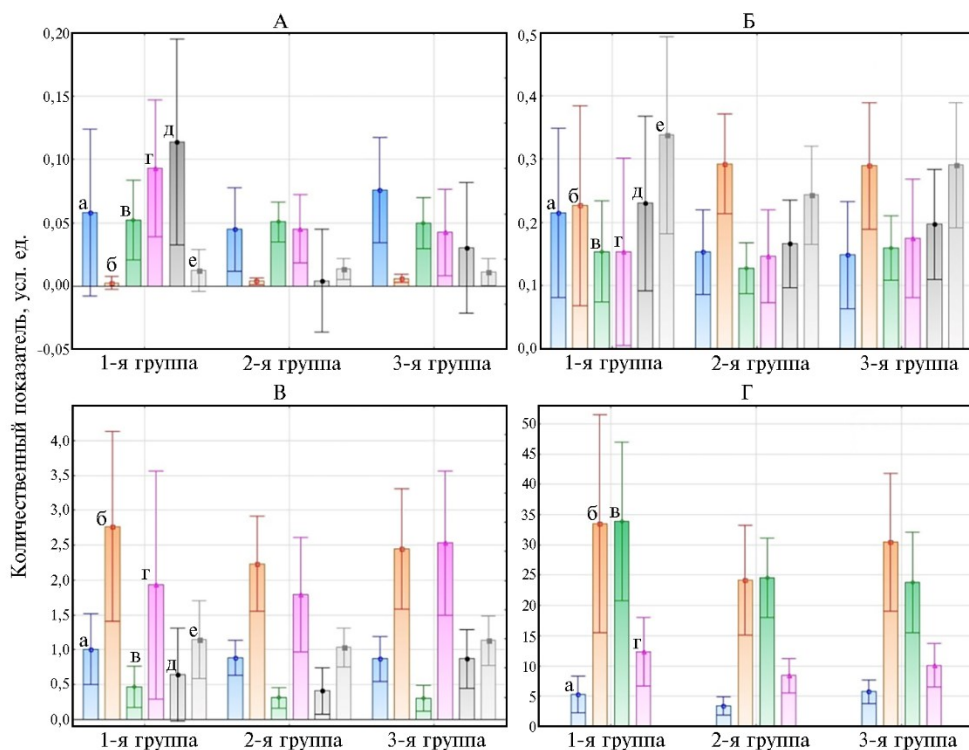 Количественный показатель, усл. ед.
А
0,20
0,15
0,10
0,05
0,00
-0,05
а
б
в
г
д
е
1-я группа
2-я группа
3-я группа
Б
0,5
0,4
0,3
0,2
0,1
0,0
а
б
в
г
д
е
1-я группа
2-я группа
3-я группа
В
4,0
3,5
3,0
2,5
2,0
1,5
1,0
0,5
0,0
а
б
в
г
д
е
1-я группа
2-я группа
3-я группа
Г
50
45
40
35
30
25
20
15
10
5
0
а
б
в
г
1-я группа
2-я группа
3-я группа